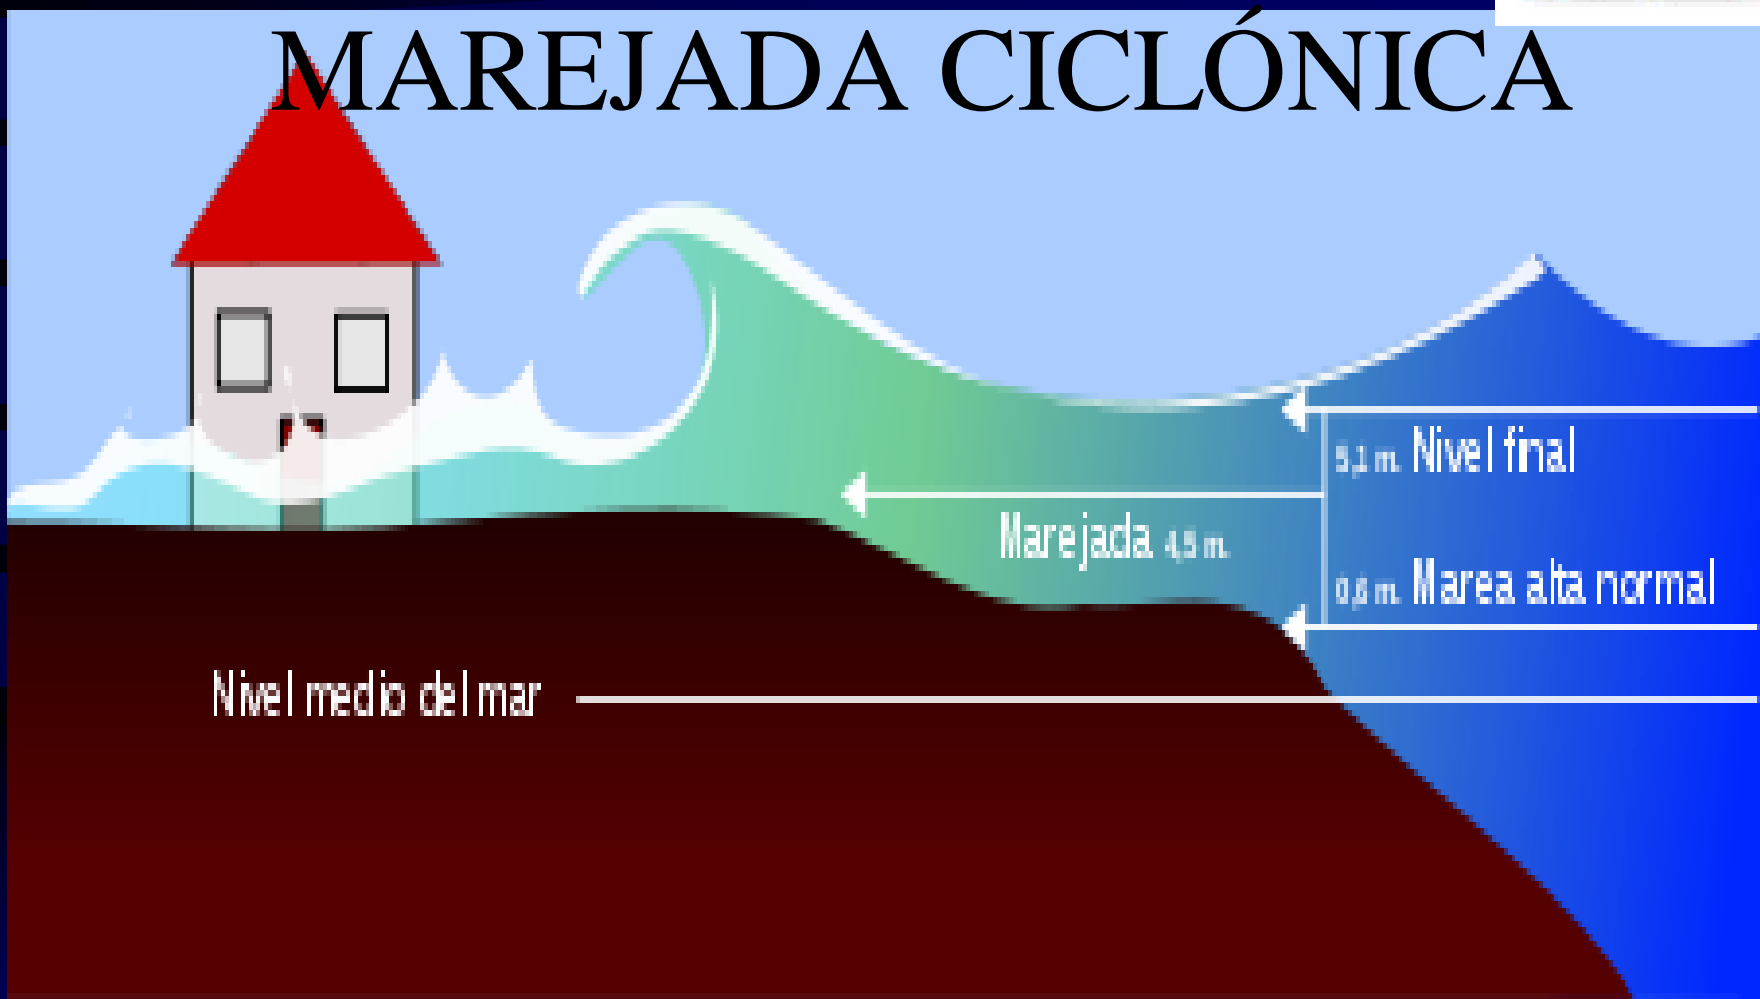 MAREJADA CICLÓNICA
5,1 m. Nivel final
Marejada 4,5 m.
0,6 m. Marea alta normal
Nivel medio del mar